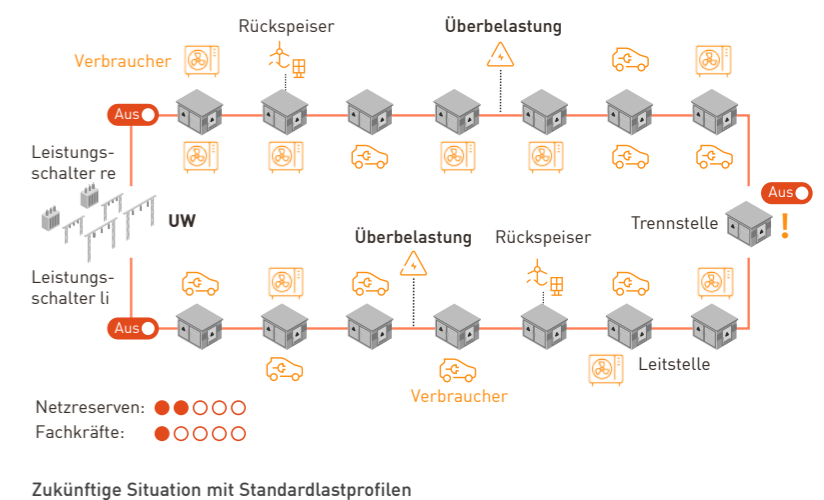 Rückspeiser
Überbelastung
Verbraucher
Aus
Leistungs-
schalter re
Aus
UW
Trennstelle
Überbelastung
Rückspeiser
Leistungs-
schalter li
Aus
Leitstelle
Verbraucher
Netzreserven:
Fachkräfte:
Zukünftige Situation mit Standardlastprofilen